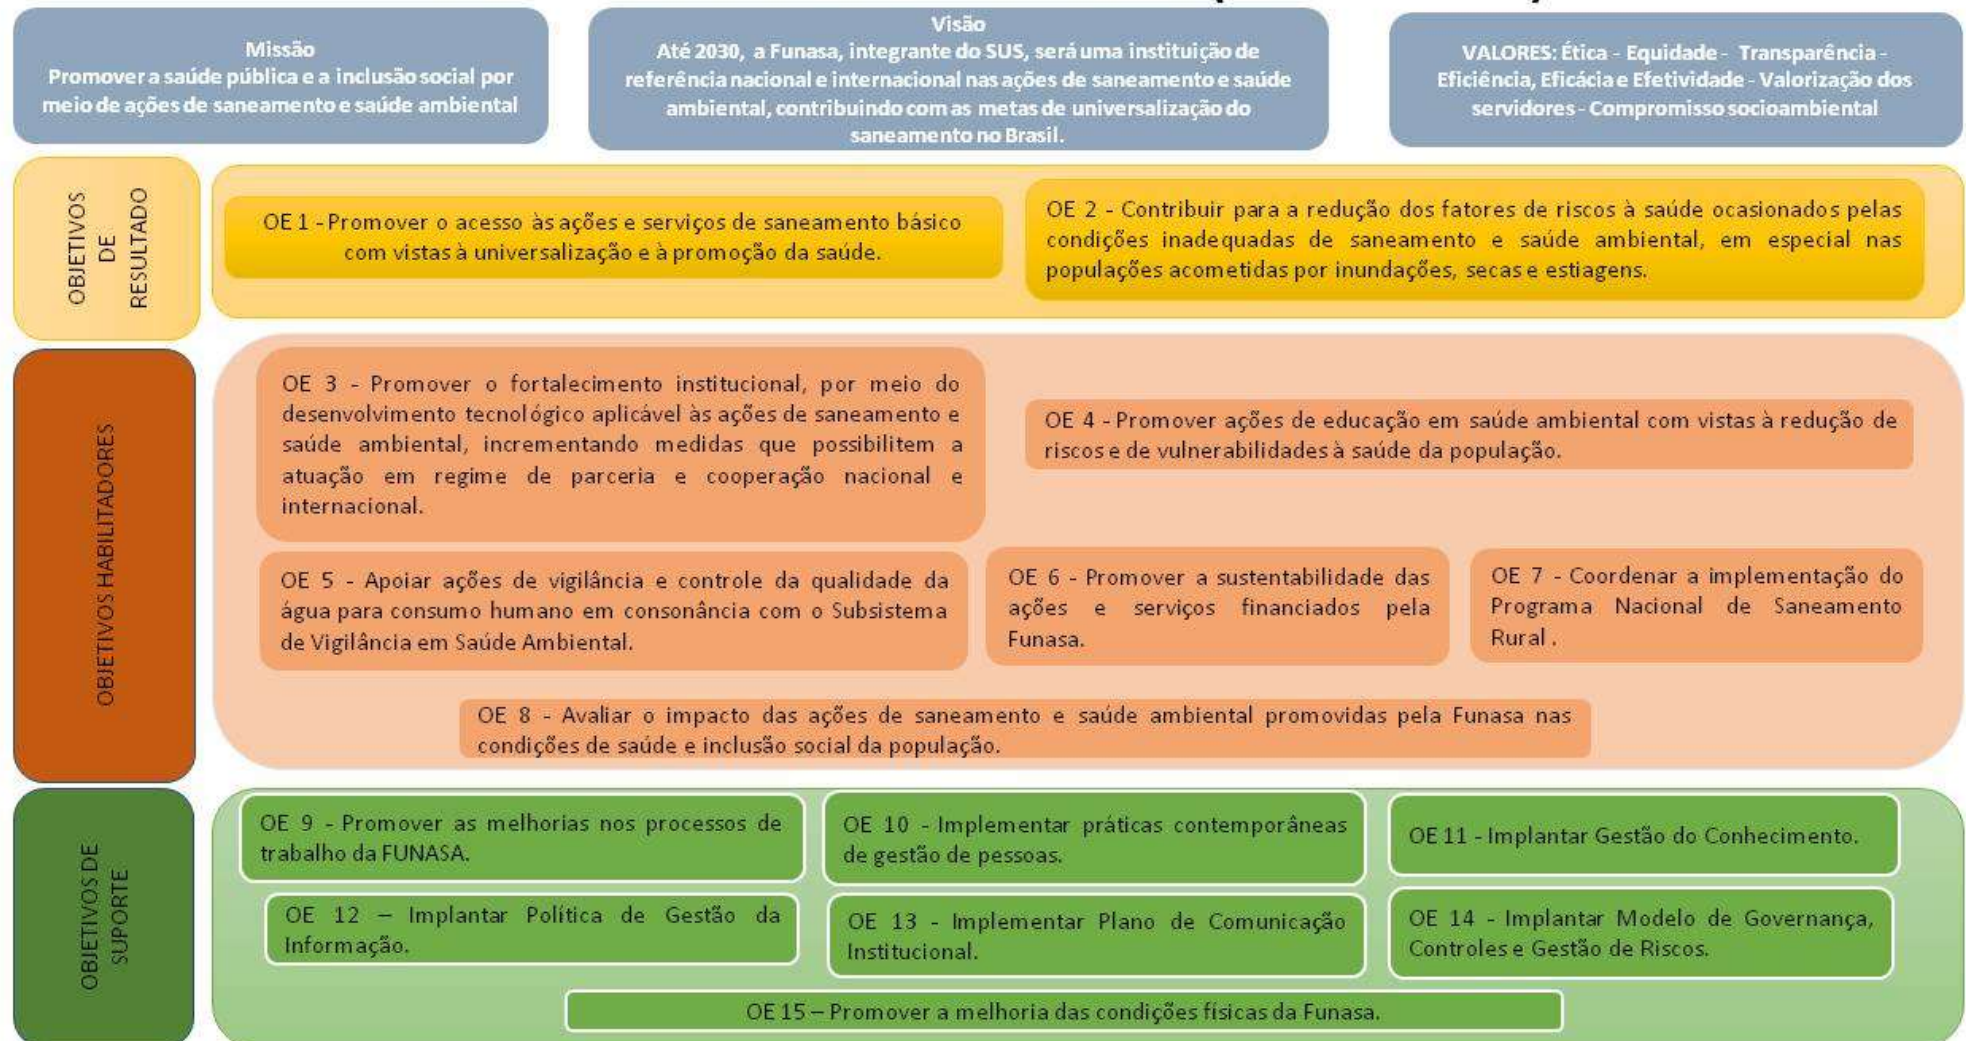 Missão
Promover a saúde pública e a inclusão social por
meio de ações de saneamento e saúde ambiental
Visão
Até 2030, a Funasa, integrante do SUS, será uma instituição de
referência nacional e internacional nas ações de saneamento e saúde
ambiental, contribuindo com as metas de universalização do
saneamento no Brasil.
VALORES: Ética - Equidade - Transparência -
Eficiência, Eficácia e Efetividade - Valorização dos
servidores - Compromisso socioambiental
OBJETIVOS
DE
RESULTADO
OE 1 - Promover o acesso às ações e serviços de saneamento básico
com vistas à universalização e à promoção da saúde.
OE 2 - Contribuir para a redução dos fatores de riscos à saúde ocasionados pelas
condições inadequadas de saneamento e saúde ambiental, em especial nas
populações acometidas por inundações, secas e estiagens.
OBJETIVOS HABILITADORES
OE 3 - Promover o fortalecimento institucional, por meio do
desenvolvimento tecnológico aplicável às ações de saneamento e
saúde ambiental, incrementando medidas que possibilitem a
atuação em regime de parceria e cooperação nacional e
internacional.
OE 4 - Promover ações de educação em saúde ambiental com vistas à redução de
riscos e de vulnerabilidades à saúde da população.
OE 5 - Apoiar ações de vigilância e controle da qualidade da
água para consumo humano em consonância com o Subsistema
de Vigilância em Saúde Ambiental.
OE 6 - Promover a sustentabilidade das
ações e serviços financiados pela
Funasa.
OE 7 - Coordenar a implementação do
Programa Nacional de Saneamento
Rural .
OE 8 - Avaliar o impacto das ações de saneamento e saúde ambiental promovidas pela Funasa nas
condições de saúde e inclusão social da população.
OBJETIVOS DE
SUPORTE
OE 9 - Promover as melhorias nos processos de
trabalho da FUNASA.
OE 10 - Implementar práticas contemporâneas
de gestão de pessoas.
OE 11 - Implantar Gestão do Conhecimento.
OE 12 – Implantar Política de Gestão da
Informação.
OE 13 - Implementar Plano de Comunicação
Institucional.
OE 14 - Implantar Modelo de Governança,
Controles e Gestão de Riscos.
OE 15 – Promover a melhoria das condições físicas da Funasa.